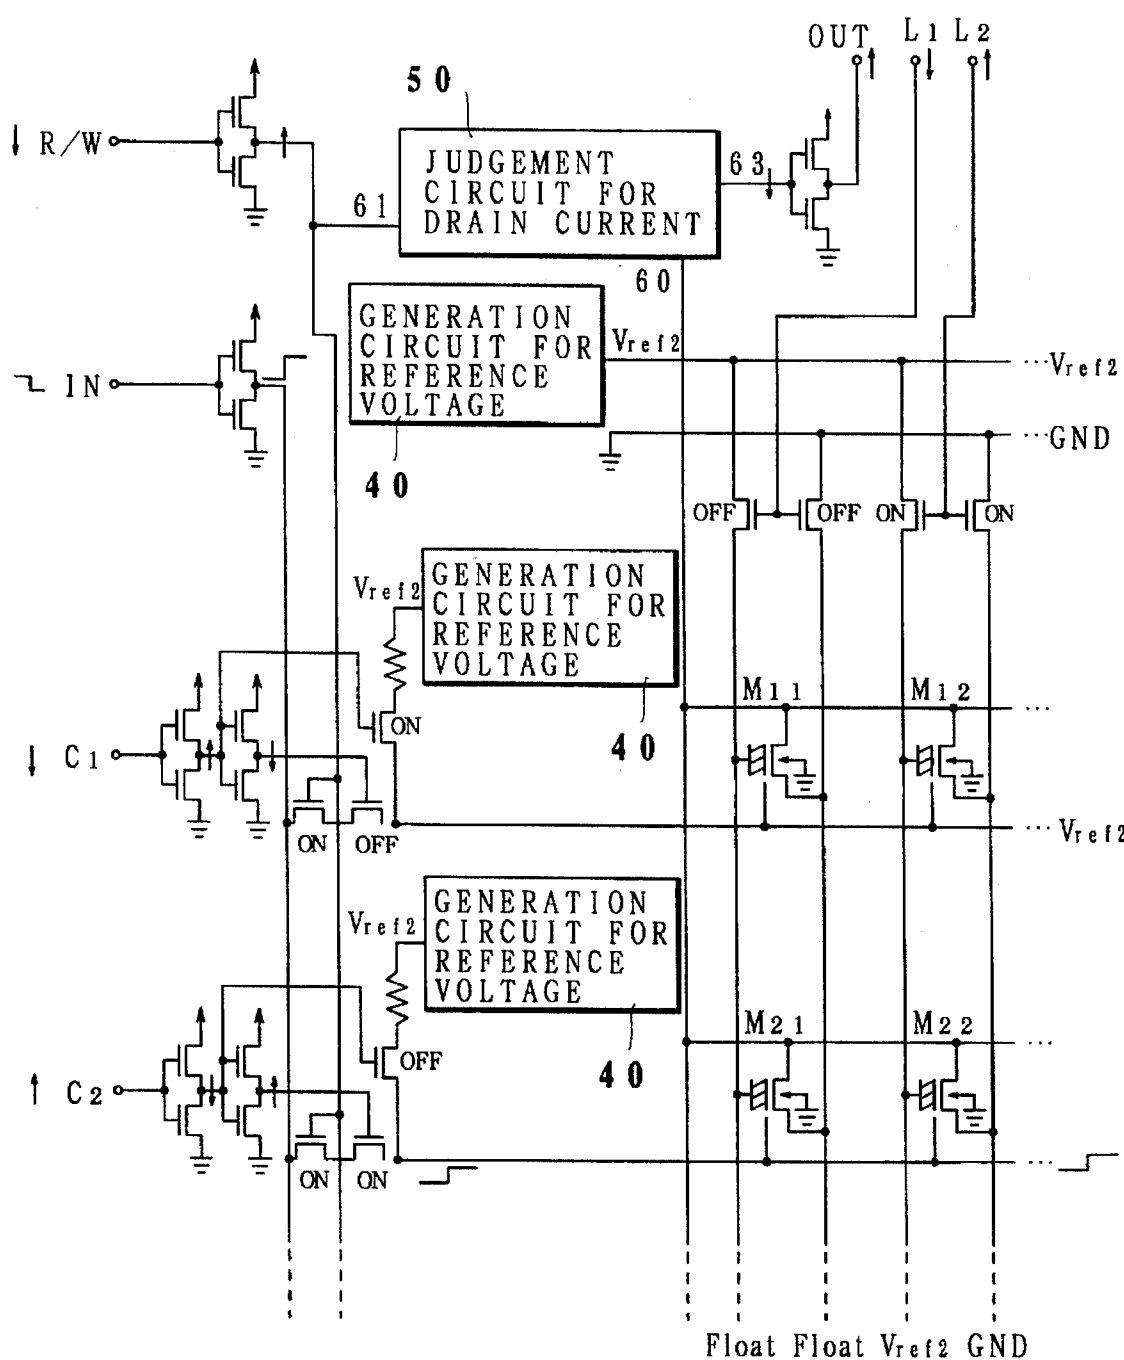 OUT L1 L2
50
R/W
JUDGEMENT
CIRCUIT FOR
DRAIN CURRENT
61
63
60
GENERATION
CIRCUIT FOR
REFERENCE
VOLTAGE
Vref2
...Vref2
IN
40
...GND
OFF OFF ON ON
GENERATION
CIRCUIT FOR
REFERENCE
VOLTAGE
Vref2
ON
40
M11 M12 ...
C1
ON OFF
...Vref2
GENERATION
CIRCUIT FOR
REFERENCE
VOLTAGE
Vref2
OFF
40
M21 M22 ...
C2
ON ON
...
Float Float Vref2 GND